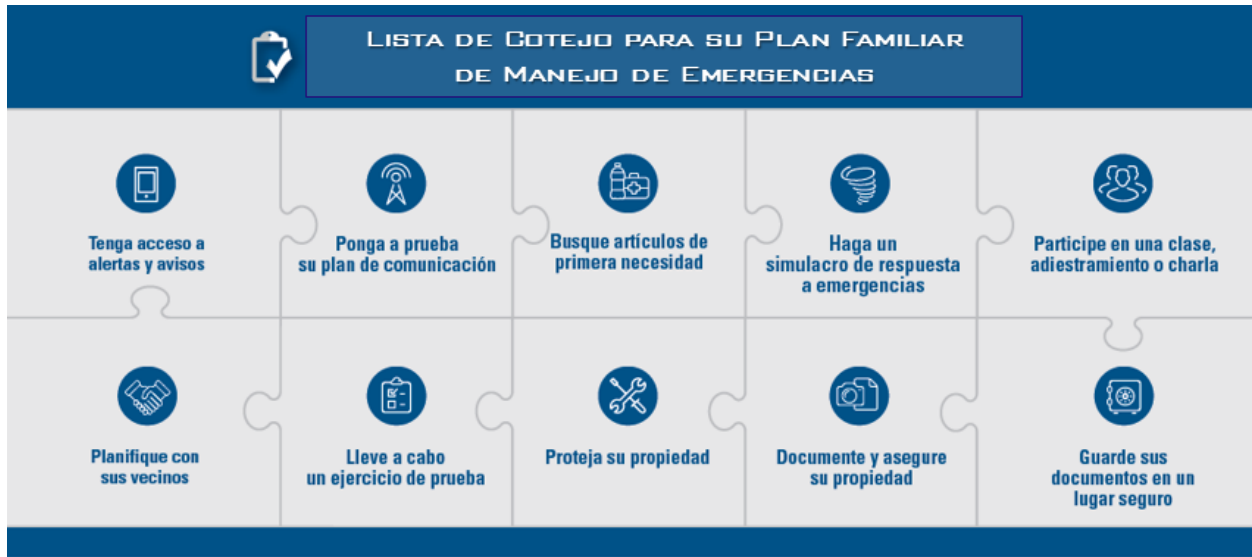 Lista de Cotejo para su Plan Familiar
de Manejo de Emergencias
Tenga acceso a
alertas y avisos
Ponga a prueba
su plan de comunicación
Busque artículos de
primera necesidad
Haga un
simulacro de respuesta
a emergencias
Participe en una clase,
adiestramiento o charla
Planifique con
sus vecinos
Lleve a cabo
un ejercicio de prueba
Proteja su propiedad
Documente y asegure
su propiedad
Guarde sus
documentos en un
lugar seguro